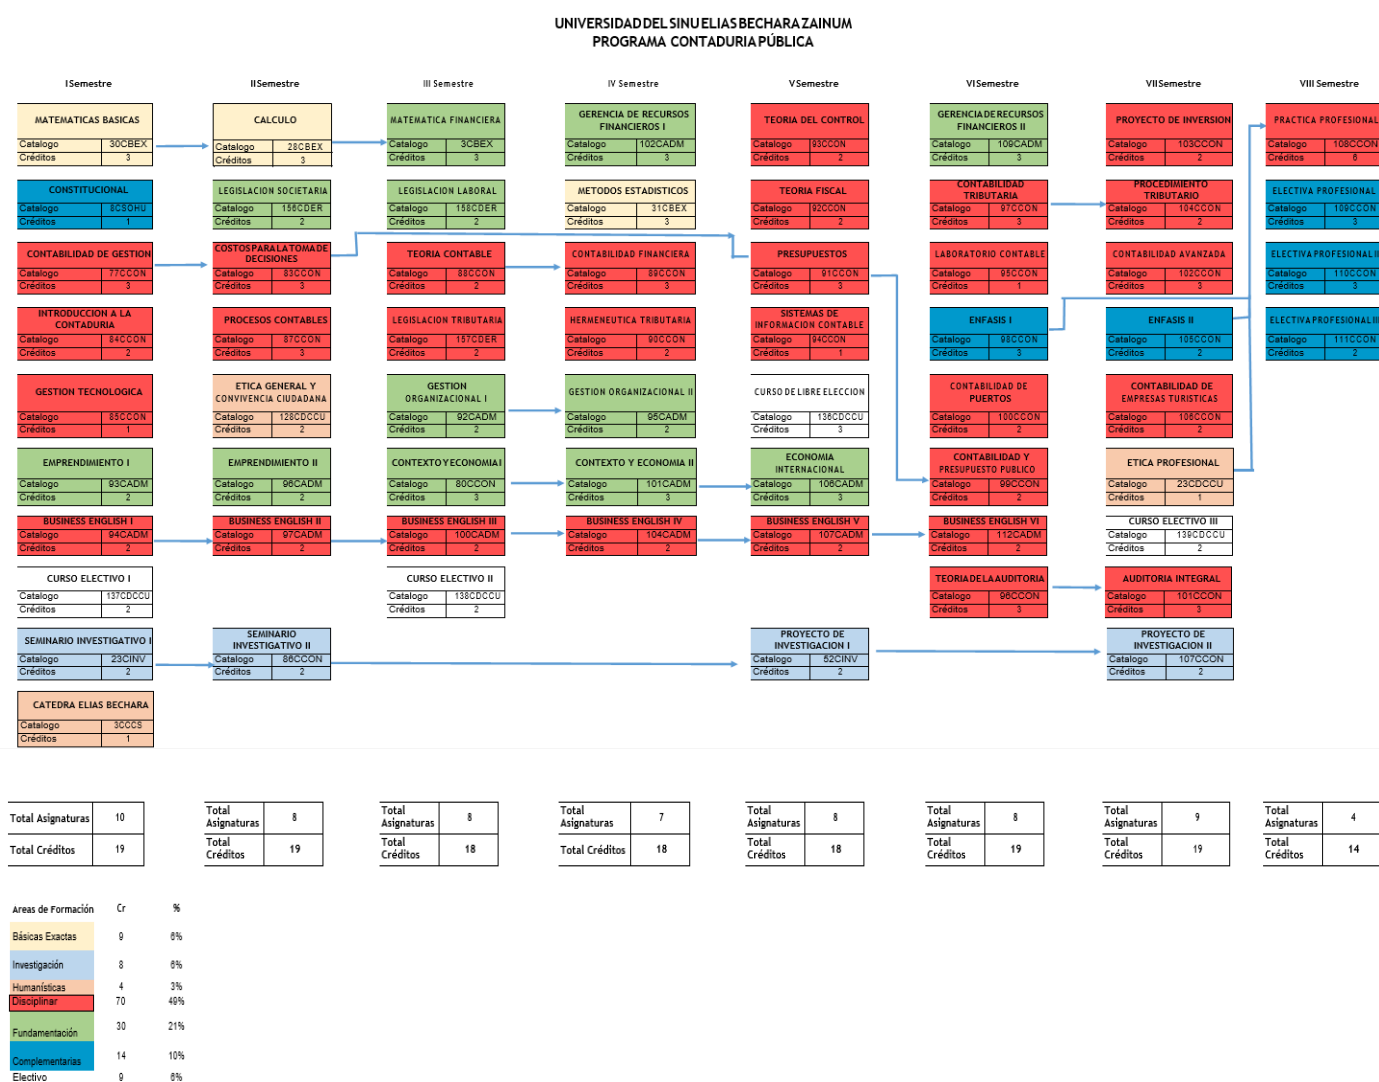 UNIVERSIDAD DEL SINU ELIAS BECHARA ZAINUM
PROGRAMA CONTADURIA PÚBLICA
I Semestre
MATEMATICAS BASICAS
Catalogo 30CBEX
Créditos 3
CONSTITUCIONAL
Catalogo 8CSOHU
Créditos 1
CONTABILIDAD DE GESTION
Catalogo 77CCON
Créditos 3
INTRODUCCION A LA
CONTADURIA
Catalogo 84CCON
Créditos 2
GESTION TECNOLOGICA
Catalogo 85CCON
Créditos 1
EMPRENDIMIENTO I
Catalogo 93CADM
Créditos 2
BUSINESS ENGLISH I
Catalogo 94CADM
Créditos 2
CURSO ELECTIVO I
Catalogo 137CDCCU
Créditos 2
SEMINARIO INVESTIGATIVO I
Catalogo 23CINV
Créditos 2
CATEDRA ELIAS BECHARA
Catalogo 3CCCS
Créditos 1
II Semestre
CALCULO
Catalogo 28CBEX
Créditos 3
LEGISLACION SOCIETARIA
Catalogo 156CDER
Créditos 2
COSTOS PARA LA TOMA DE
DECISIONES
Catalogo 83CCON
Créditos 3
PROCESOS CONTABLES
Catalogo 87CCON
Créditos 3
ETICA GENERAL Y
CONVIVENCIA CIUDADANA
Catalogo 128CDCCU
Créditos 2
EMPRENDIMIENTO II
Catalogo 96CADM
Créditos 2
BUSINESS ENGLISH II
Catalogo 97CADM
Créditos 2
SEMINARIO
INVESTIGATIVO II
Catalogo 86CCON
Créditos 2
III Semestre
MATEMATICA FINANCIERA
Catalogo 3CBEX
Créditos 3
LEGISLACION LABORAL
Catalogo 158CDER
Créditos 2
TEORIA CONTABLE
Catalogo 88CCON
Créditos 2
LEGISLACION TRIBUTARIA
Catalogo 157CDER
Créditos 2
GESTION
ORGANIZACIONAL I
Catalogo 92CADM
Créditos 2
CONTEXTO Y ECONOMIA I
Catalogo 80CCON
Créditos 3
BUSINESS ENGLISH III
Catalogo 100CADM
Créditos 2
CURSO ELECTIVO II
Catalogo 138CDCCU
Créditos 2
IV Semestre
GERENCIA DE RECURSOS
FINANCIEROS I
Catalogo 102CADM
Créditos 3
METODOS ESTADISTICOS
Catalogo 31CBEX
Créditos 3
CONTABILIDAD FINANCIERA
Catalogo 89CCON
Créditos 3
HERMENEUTICA TRIBUTARIA
Catalogo 90CCON
Créditos 2
GESTION ORGANIZACIONAL II
Catalogo 95CADM
Créditos 2
CONTEXTO Y ECONOMIA II
Catalogo 101CADM
Créditos 3
BUSINESS ENGLISH IV
Catalogo 104CADM
Créditos 2
V Semestre
TEORIA DEL CONTROL
Catalogo 93CCON
Créditos 2
TEORIA FISCAL
Catalogo 92CCON
Créditos 2
PRESUPUESTOS
Catalogo 91CCON
Créditos 3
SISTEMAS DE
INFORMACION CONTABLE
Catalogo 94CCON
Créditos 1
CURSO DE LIBRE ELECCION
Catalogo 136CDCCU
Créditos 3
ECONOMIA
INTERNACIONAL
Catalogo 106CADM
Créditos 3
BUSINESS ENGLISH V
Catalogo 107CADM
Créditos 2
PROYECTO DE
INVESTIGACION I
Catalogo 52CINV
Créditos 2
VI Semestre
GERENCIA DE RECURSOS
FINANCIEROS II
Catalogo 109CADM
Créditos 3
CONTABILIDAD
TRIBUTARIA
Catalogo 97CCON
Créditos 3
LABORATORIO CONTABLE
Catalogo 95CCON
Créditos 1
ENFASIS I
Catalogo 98CCON
Créditos 3
CONTABILIDAD DE
PUERTOS
Catalogo 100CCON
Créditos 2
CONTABILIDAD Y
PRESUPUESTO PUBLICO
Catalogo 99CCON
Créditos 2
BUSINESS ENGLISH VI
Catalogo 112CADM
Créditos 2
TEORIA DE LA AUDITORIA
Catalogo 96CCON
Créditos 3
VII Semestre
PROYECTO DE INVERSION
Catalogo 103CCON
Créditos 2
PROCEDIMIENTO
TRIBUTARIO
Catalogo 104CCON
Créditos 2
CONTABILIDAD AVANZADA
Catalogo 102CCON
Créditos 3
ENFASIS II
Catalogo 105CCON
Créditos 2
CONTABILIDAD DE
EMPRESAS TURISTICAS
Catalogo 106CCON
Créditos 2
ETICA PROFESIONAL
Catalogo 23CDCCU
Créditos 1
CURSO ELECTIVO III
Catalogo 139CDCCU
Créditos 2
AUDITORIA INTEGRAL
Catalogo 101CCON
Créditos 3
PROYECTO DE
INVESTIGACION II
Catalogo 107CCON
Créditos 2
VIII Semestre
PRACTICA PROFESIONAL
Catalogo 108CCON
Créditos 6
ELECTIVA PROFESIONAL
Catalogo 109CCON
Créditos 3
ELECTIVA PROFESIONAL II
Catalogo 110CCON
Créditos 3
ELECTIVA PROFESIONAL III
Catalogo 111CCON
Créditos 2
Total Asignaturas 10
Total Créditos 19
Total
Asignaturas 8
Total
Créditos 19
Total
Asignaturas 8
Total
Créditos 18
Total
Asignaturas 7
Total Créditos 18
Total
Asignaturas 8
Total
Créditos 18
Total
Asignaturas 8
Total
Créditos 19
Total
Asignaturas 9
Total
Créditos 19
Total
Asignaturas 4
Total
Créditos 14
Areas de Formación Cr %
Básicas Exactas 9 6%
Investigación 8 6%
Humanísticas 4 3%
Disciplinar 70 49%
Fundamentación 30 21%
Complementarias 14 10%
Electivo 9 6%